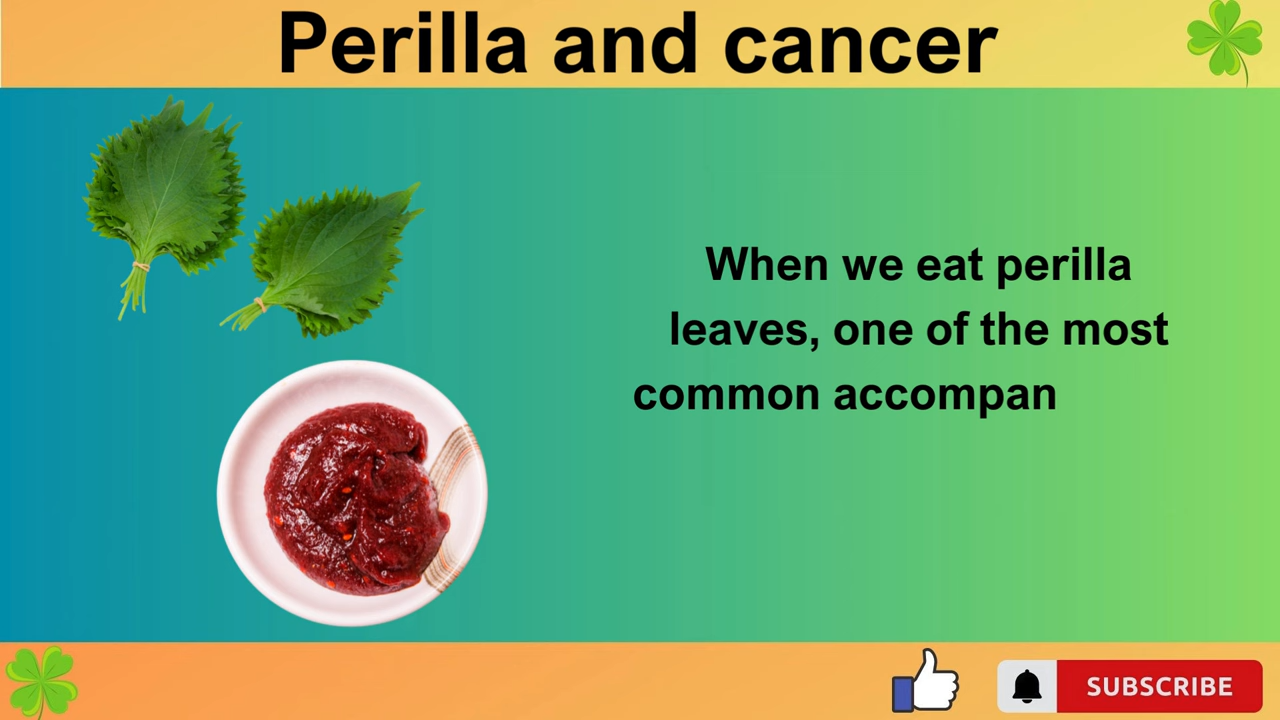 Perilla and cancer
When we eat perilla
leaves, one of the most
common accompan
SUBSCRIBE